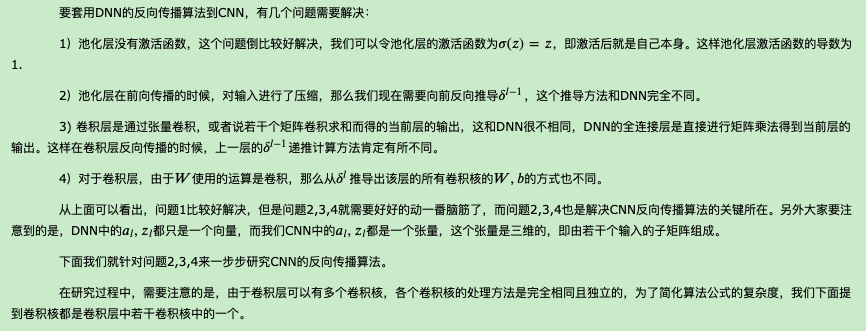 要套用DNN的反向传播算法到CNN，有几个问题需要解决：
1）池化层没有激活函数，这个问题倒比较好解决，我们可以令池化层的激活函数为σ(z) = z，即激活后就是自己本身。这样池化层激活函数的导数为
1.
2）池化层在前向传播的时候，对输入进行了压缩，那么我们现在需要向前反向推导δ^{l−1}，这个推导方法和DNN完全不同。
3) 卷积层是通过张量卷积，或者说若干个矩阵卷积求和而得的当前层的输出，这和DNN很不相同，DNN的全连接层是直接进行矩阵乘法得到当前层的
输出。这样在卷积层反向传播的时候，上一层的δ^{l−1}递推计算方法肯定有所不同。
4）对于卷积层，由于W使用的运算是卷积，那么从δ^l推导出该层的所有卷积核的W, b的方式也不同。
从上面可以看出，问题1比较好解决，但是问题2,3,4就需要好好的动一番脑筋了，而问题2,3,4也是解决CNN反向传播算法的关键所在。另外大家要注
意到的是，DNN中的a_l, z_l都只是一个向量，而我们CNN中的a_l, z_l都是一个张量，这个张量是三维的，即由若干个输入的子矩阵组成。
下面我们就针对问题2,3,4来一步步研究CNN的反向传播算法。
在研究过程中，需要注意的是，由于卷积层可以有多个卷积核，各个卷积核的处理方法是完全相同且独立的，为了简化算法公式的复杂度，我们下面提
到卷积核都是卷积层中若干卷积核中的一个。